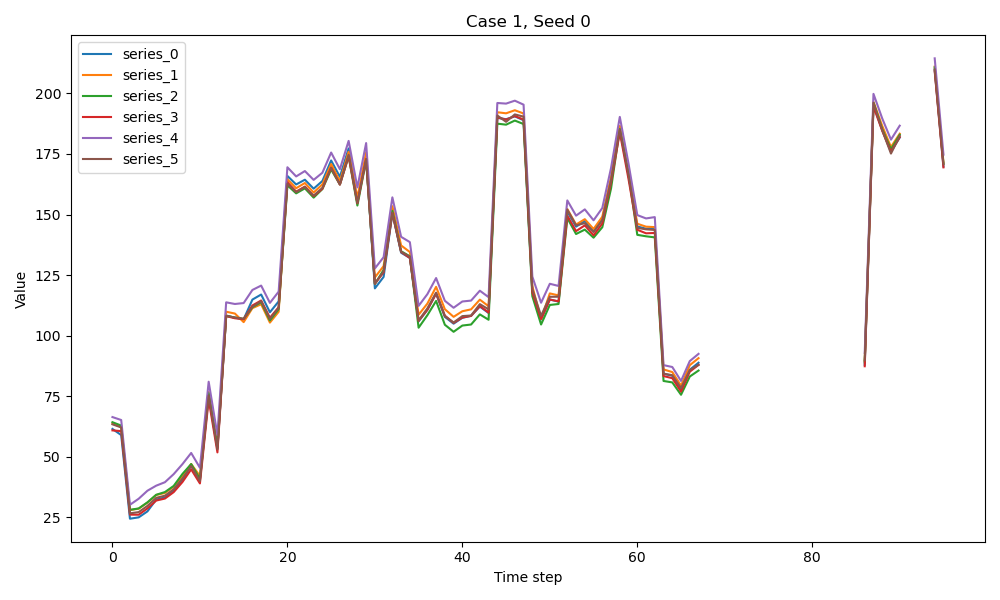 Case 1, Seed 0
series_0
series_1
series_2
series_3
series_4
series_5
Value
200
175
150
125
100
75
50
25
0
20
40
60
80
Time step